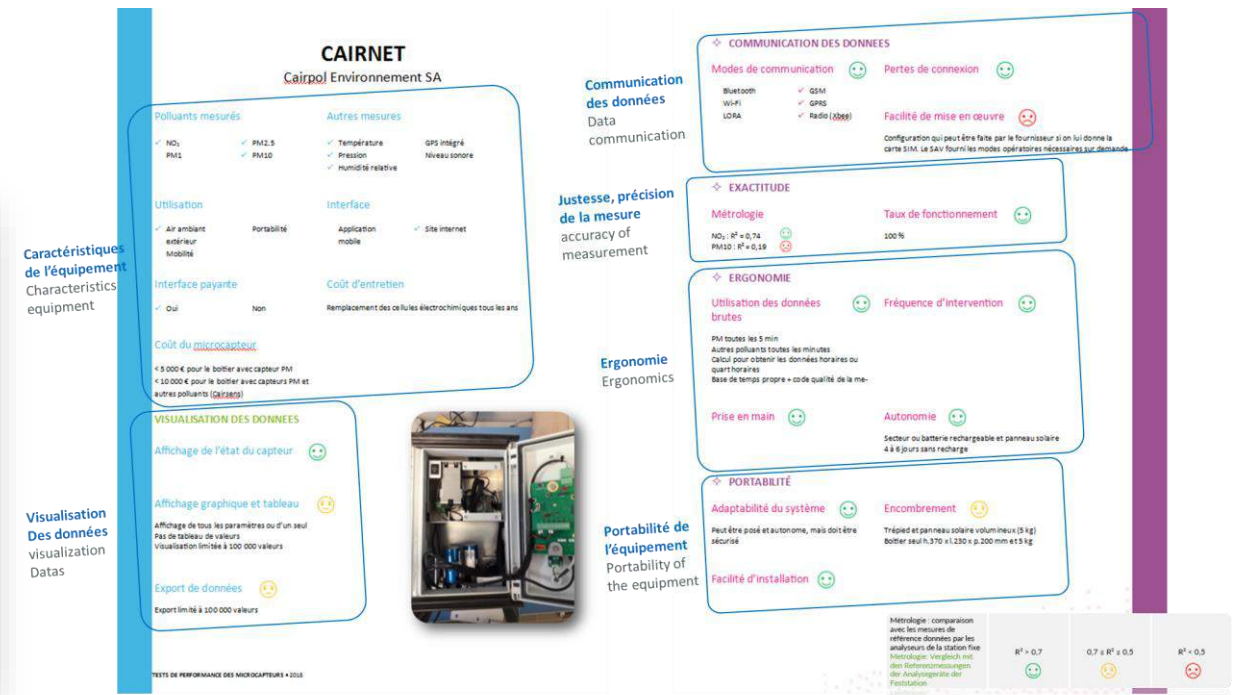 CAIRNET
Cairpol Environnement SA
Caractéristiques
de l'équipement
Characteristics
equipment
Polluants mesurés
✓ NO₂
PM1
✓ PM2.5
✓ PM10
Autres mesures
✓ Température
✓ Pression
✓ Humidité relative
GPS intégré
Niveau sonore
Utilisation
✓ Air ambiant
extérieur
Mobilité
Portabilité
Interface
Application
mobile
✓ Site internet
Interface payante
✓ Oui
Non
Coût d'entretien
Remplacement des cellules électrochimiques tous les ans
Coût du microcapteur
< 5 000 € pour le boitier avec capteur PM
< 10 000 € pour le boitier avec capteurs PM et
autres polluants (Cairsens)
Visualisation
Des données
visualization
Datas
VISUALISATION DES DONNEES
Affichage de l'état du capteur
Affichage graphique et tableau
Affichage de tous les paramètres ou d'un seul
Pas de tableau de valeurs
Visualisation limitée à 100 000 valeurs
Export de données
Export limité à 100 000 valeurs
TESTS DE PERFORMANCE DES MICROCAPTEURS • 2018
Communication
des données
Data
communication
COMMUNICATION DES DONNEES
Modes de communication
Bluetooth
Wi-Fi
LORA
✓ GSM
✓ GPRS
✓ Radio (Xbee)
Pertes de connexion
Facilité de mise en œuvre
Configuration qui peut être faite par le fournisseur si on lui donne la
carte SIM. Le SAV fourni les modes opératoires nécessaires sur demande
Justesse, précision
de la mesure
accuracy of
measurement
EXACTITUDE
Métrologie
NO₂ : R² = 0,74
PM10 : R² = 0,19
Taux de fonctionnement
100 %
Ergonomie
Ergonomics
ERGONOMIE
Utilisation des données
brutes
PM toutes les 5 min
Autres polluants toutes les minutes
Calcul pour obtenir les données horaires ou
quart horaires
Base de temps propre + code qualité de la me-
Fréquence d'intervention
Prise en main
Autonomie
Secteur ou batterie rechargeable et panneau solaire
4 à 6 jours sans recharge
Portabilité de
l'équipement
Portability of
the equipment
PORTABILITÉ
Adaptabilité du système
Peut être posé et autonome, mais doit être
sécurisé
Encombrement
Trépied et panneau solaire volumineux (5 kg)
Boitier seul h.370 x l.230 x p.200 mm et 5 kg
Facilité d'installation
Métrologie : comparaison
avec les mesures de
référence données par les
analyseurs de la station fixe
Metrologie: Vergleich mit
den Referenzmessungen
der Analysegeräte der
Feststation
R² > 0,7
0,7 ≤ R² ≤ 0,5
R² < 0,5